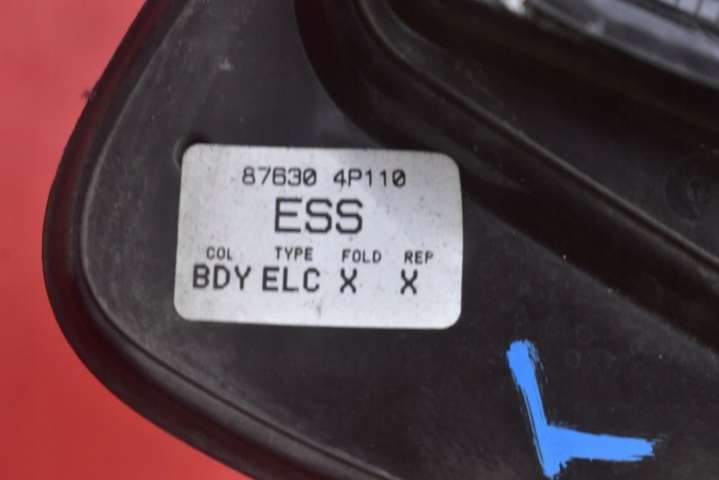 87630 4P110
ESS
COL TYPE FOLD REP
BDY ELC X X